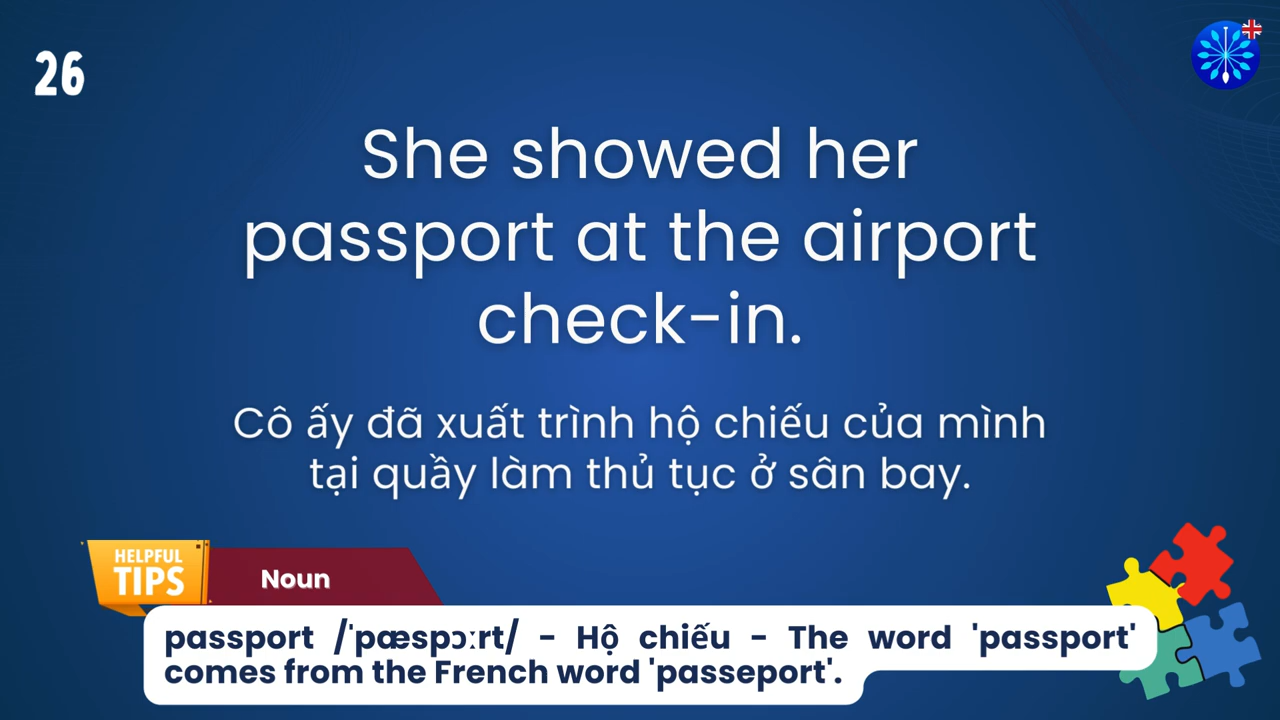 26
She showed her
passport at the airport
check-in.
Cô ấy đã xuất trình hộ chiếu của mình
tại quầy làm thủ tục ở sân bay.
HELPFUL
TIPS
Noun
passport /ˈpæspɔːrt/ - Hộ chiếu - The word 'passport'
comes from the French word 'passeport'.